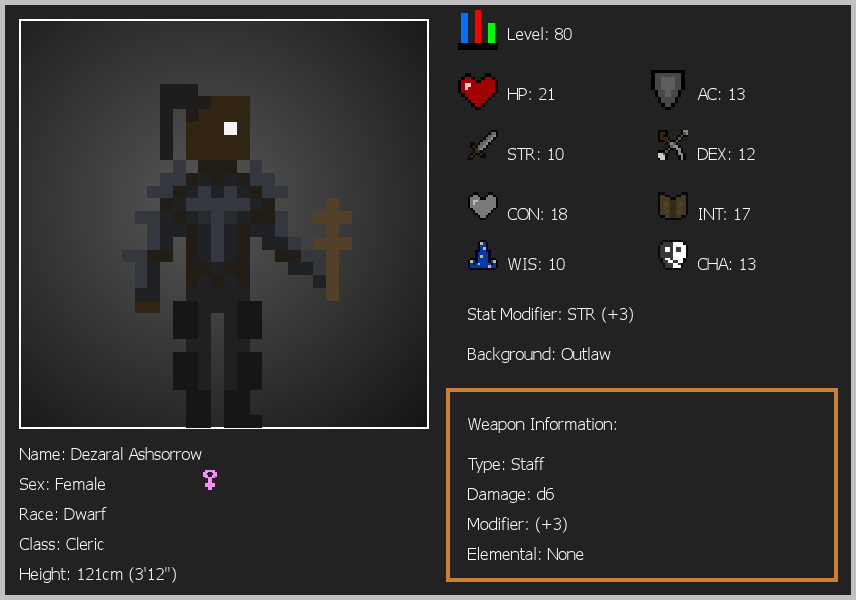 Level: 80
HP: 21
AC: 13
STR: 10
DEX: 12
CON: 18
INT: 17
WIS: 10
CHA: 13
Stat Modifier: STR (+3)
Background: Outlaw
Weapon Information:
Type: Staff
Damage: d6
Modifier: (+3)
Elemental: None
Name: Dezaral Ashsorrow
Sex: Female
Race: Dwarf
Class: Cleric
Height: 121cm (3'12")